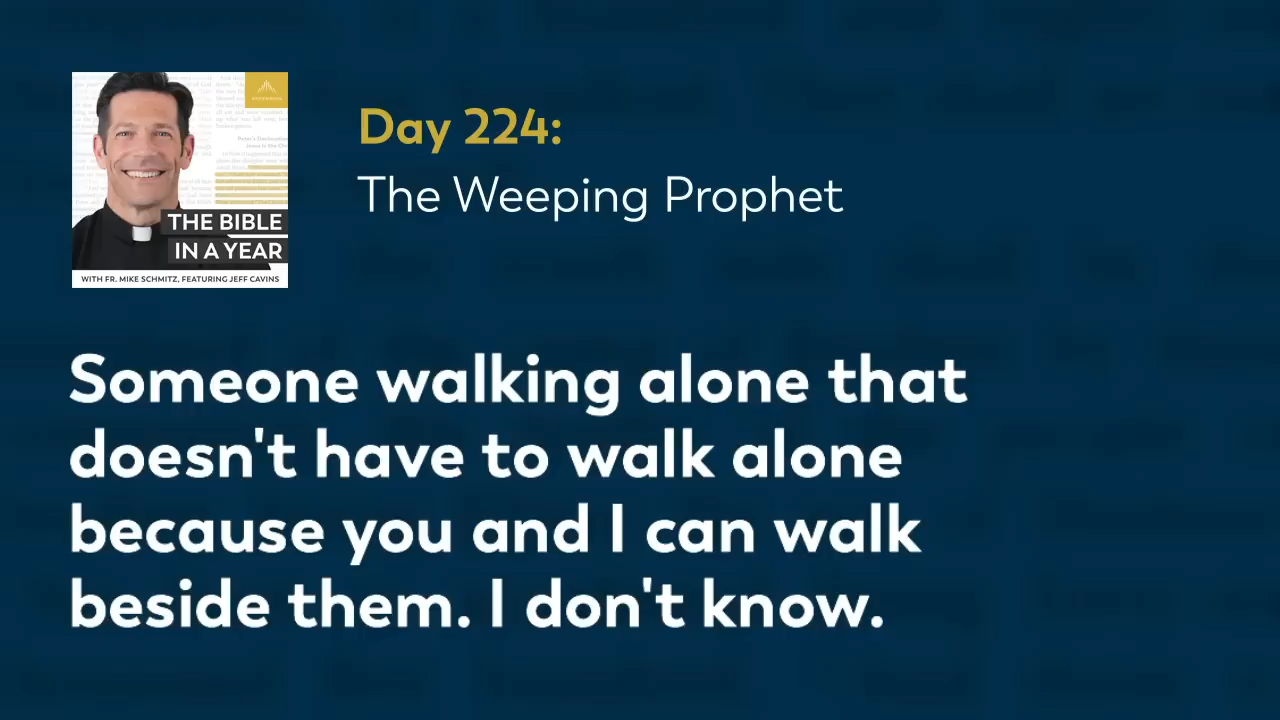 THE BIBLE
IN A YEAR
WITH FR. MIKE SCHMITZ, FEATURING JEFF CAVINS
Day 224:
The Weeping Prophet
Someone walking alone that
doesn't have to walk alone
because you and I can walk
beside them. I don't know.